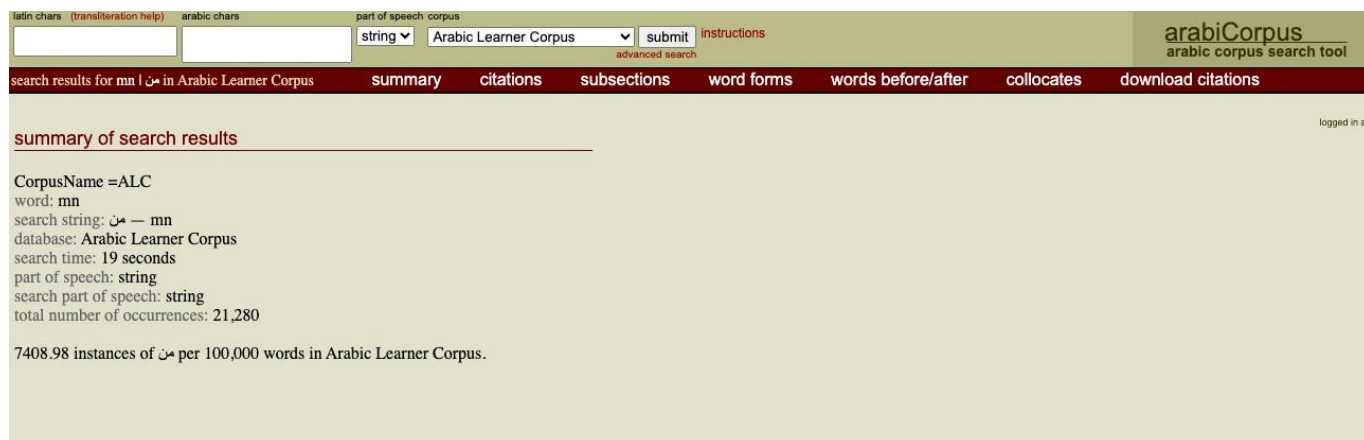 latin chars (transliteration help) arabic chars part of speech corpus
string Arabic Learner Corpus submit instructions
advanced search
arabiCorpus
arabic corpus search tool
search results for mn | من in Arabic Learner Corpus summary citations subsections word forms words before/after collocates download citations
logged in a
summary of search results
CorpusName =ALC
word: mn
search string: من — mn
database: Arabic Learner Corpus
search time: 19 seconds
part of speech: string
search part of speech: string
total number of occurrences: 21,280
7408.98 instances of من per 100,000 words in Arabic Learner Corpus.